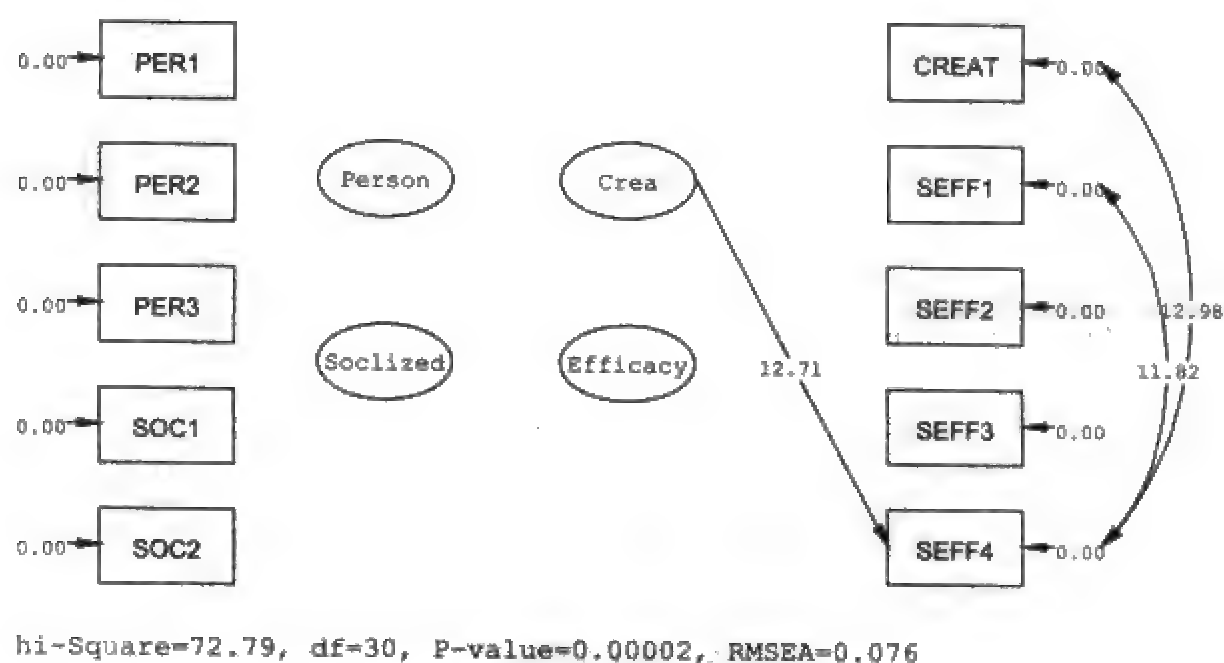 0.00 PER1 CREAT 0.00
0.00 PER2 Person Crea SEFF1 0.00
0.00 PER3 SEFF2 0.00 12.98
Soclized Efficacy 12.71 11.82
0.00 SOC1 SEFF3 0.00
0.00 SOC2 SEFF4 0.00
hi-Square=72.79, df=30, P-value=0.00002, RMSEA=0.076